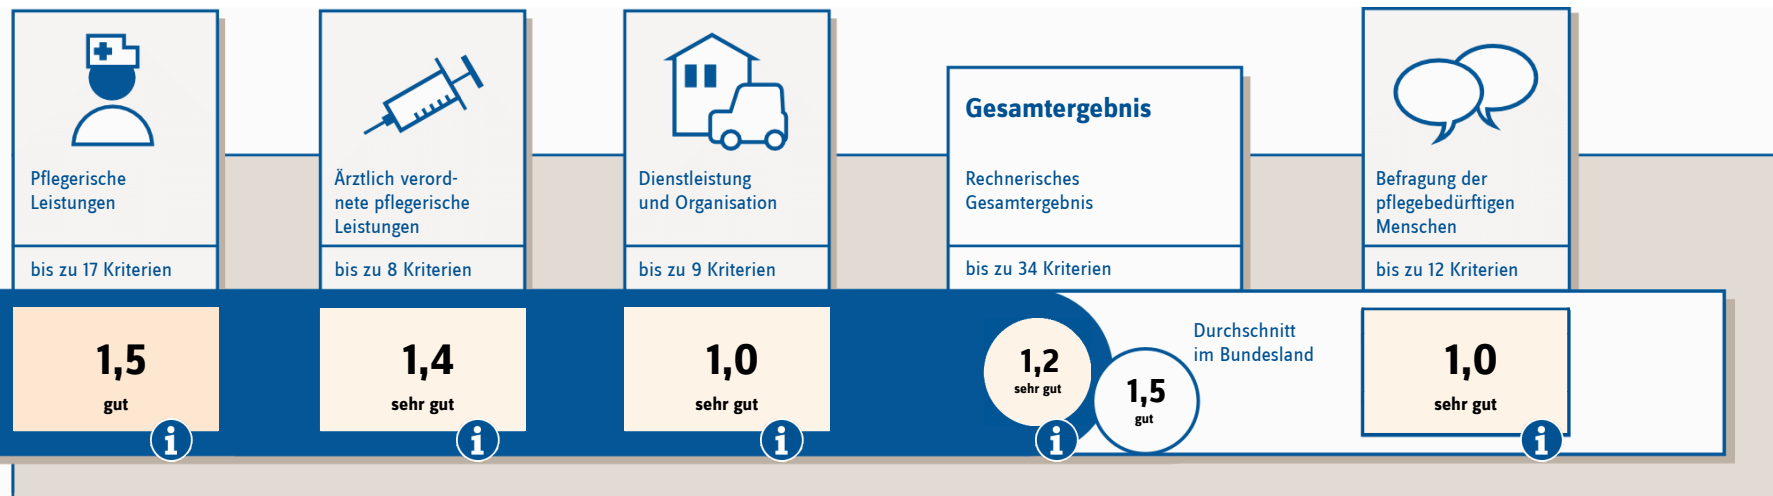 Pflegerische
Leistungen
bis zu 17 Kriterien
1,5
gut
Ärztlich verord-
nete pflegerische
Leistungen
bis zu 8 Kriterien
1,4
sehr gut
Dienstleistung
und Organisation
bis zu 9 Kriterien
1,0
sehr gut
Gesamtergebnis
Rechnerisches
Gesamtergebnis
bis zu 34 Kriterien
1,2
sehr gut
1,5
gut
Durchschnitt
im Bundesland
Befragung der
pflegebedürftigen
Menschen
bis zu 12 Kriterien
1,0
sehr gut